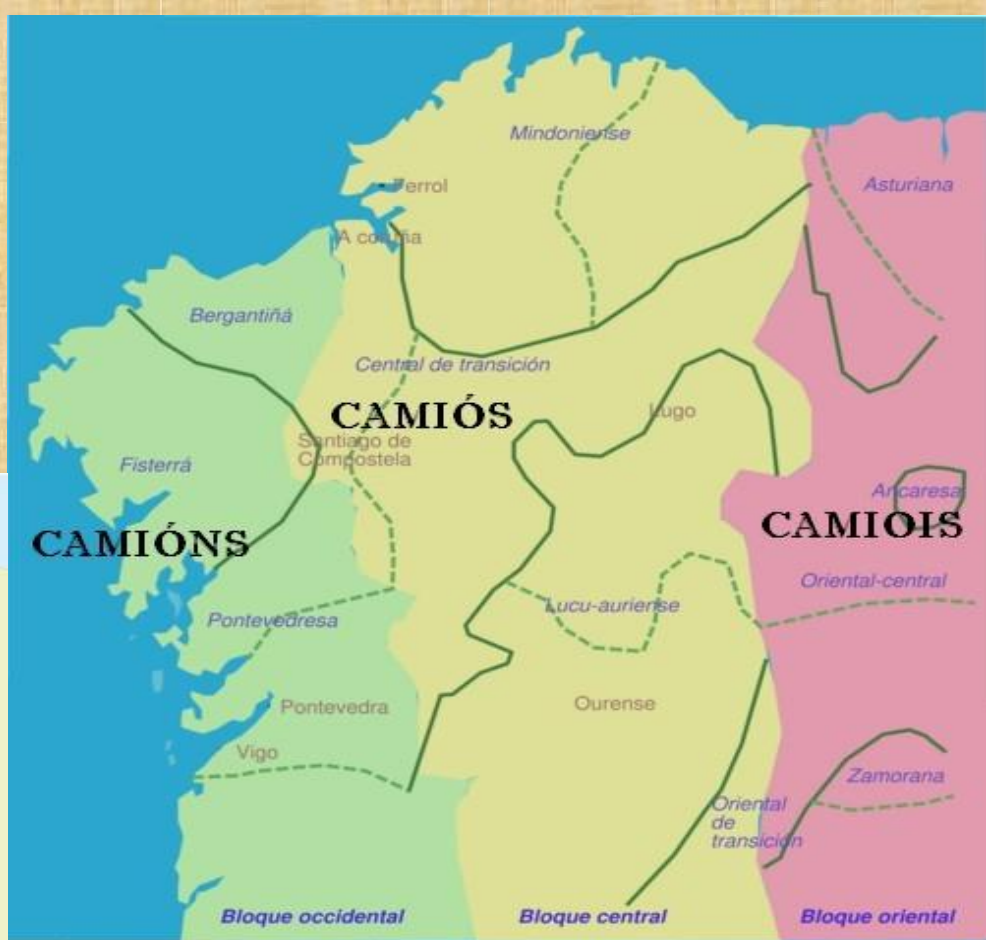 Mindoniense
Asturiana
Ferrol
A coruña
Bergantiñá
Central de transición
CAMIÓS
Lugo
Santiago de
Compostela
Fisterrá
Ancaresa
CAMIÓNS
CAMIOIS
Oriental-central
Lucu-auriense
Pontevedresa
Pontevedra
Ourense
Vigo
Zamorana
Oriental
de
transición
Bloque occidental
Bloque central
Bloque oriental